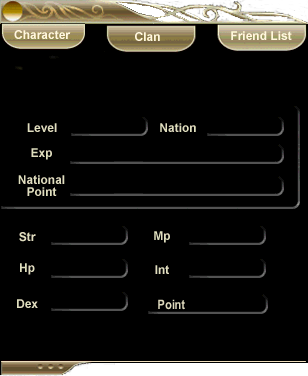 Character Clan Friend List
Level Nation
Exp
National
Point
Str Mp
Hp Int
Dex Point